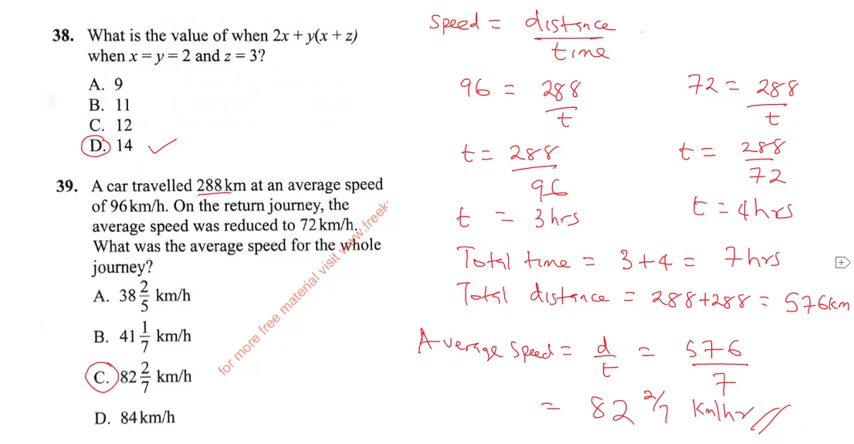 38. What is the value of when 2x + y(x + z)
when x = y = 2 and z = 3?
A. 9
B. 11
C. 12
D. 14
39. A car travelled 288 km at an average speed
of 96 km/h. On the return journey, the
average speed was reduced to 72 km/h.
What was the average speed for the whole
journey?
A. 38 2/5 km/h
B. 41 1/7 km/h
C. 82 2/7 km/h
D. 84 km/h
for more free material visit www.freek
Speed = distance/time
96 = 288/t
t = 288/96
t = 3 hrs
72 = 288/t
t = 288/72
t = 4 hrs
Total time = 3 + 4 = 7 hrs
Total distance = 288 + 288 = 576 km
Average speed = d/t = 576/7
= 82 2/7 km/hr